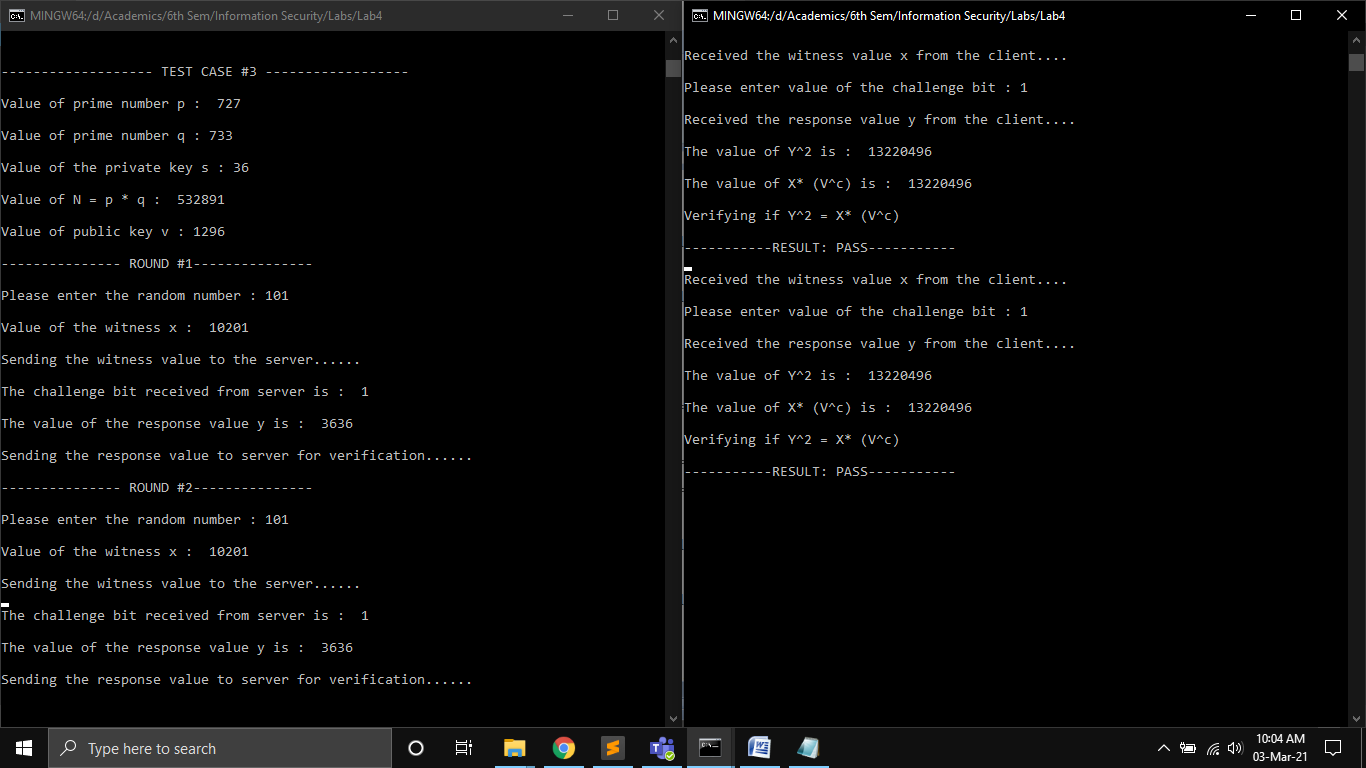 MINGW64:/d/Academics/6th Sem/Information Security/Labs/Lab4
------------------- TEST CASE #3 ------------------
Value of prime number p :  727
Value of prime number q : 733
Value of the private key s : 36
Value of N = p * q :  532891
Value of public key v : 1296
--------------- ROUND #1---------------
Please enter the random number : 101
Value of the witness x :  10201
Sending the witness value to the server......
The challenge bit received from server is :  1
The value of the response value y is :  3636
Sending the response value to server for verification......
--------------- ROUND #2---------------
Please enter the random number : 101
Value of the witness x :  10201
Sending the witness value to the server......
The challenge bit received from server is :  1
The value of the response value y is :  3636
Sending the response value to server for verification......
MINGW64:/d/Academics/6th Sem/Information Security/Labs/Lab4
Received the witness value x from the client....
Please enter value of the challenge bit : 1
Received the response value y from the client....
The value of Y^2 is :  13220496
The value of X* (V^c) is :  13220496
Verifying if Y^2 = X* (V^c)
-----------RESULT: PASS-----------
Received the witness value x from the client....
Please enter value of the challenge bit : 1
Received the response value y from the client....
The value of Y^2 is :  13220496
The value of X* (V^c) is :  13220496
Verifying if Y^2 = X* (V^c)
-----------RESULT: PASS-----------
Type here to search
10:04 AM
03-Mar-21